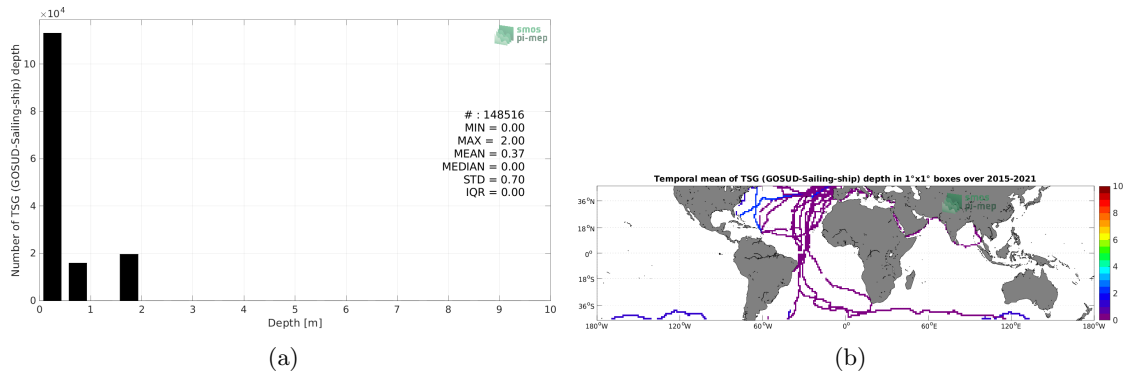 ×10⁴
smos
pi-mep
10
8
6
4
2
0
Number of TSG (GOSUD-Sailing-ship) depth
# : 148516
MIN = 0.00
MAX = 2.00
MEAN = 0.37
MEDIAN = 0.00
STD = 0.70
IQR = 0.00
0 1 2 3 4 5 6 7 8 9 10
Depth [m]
(a)
Temporal mean of TSG (GOSUD-Sailing-ship) depth in 1°x1° boxes over 2015-2021
smos
pi-mep
36°N
18°N
0°
18°S
36°S
180°W 120°W 60°W 0° 60°E 120°E 180°W
10
8
6
4
2
0
(b)